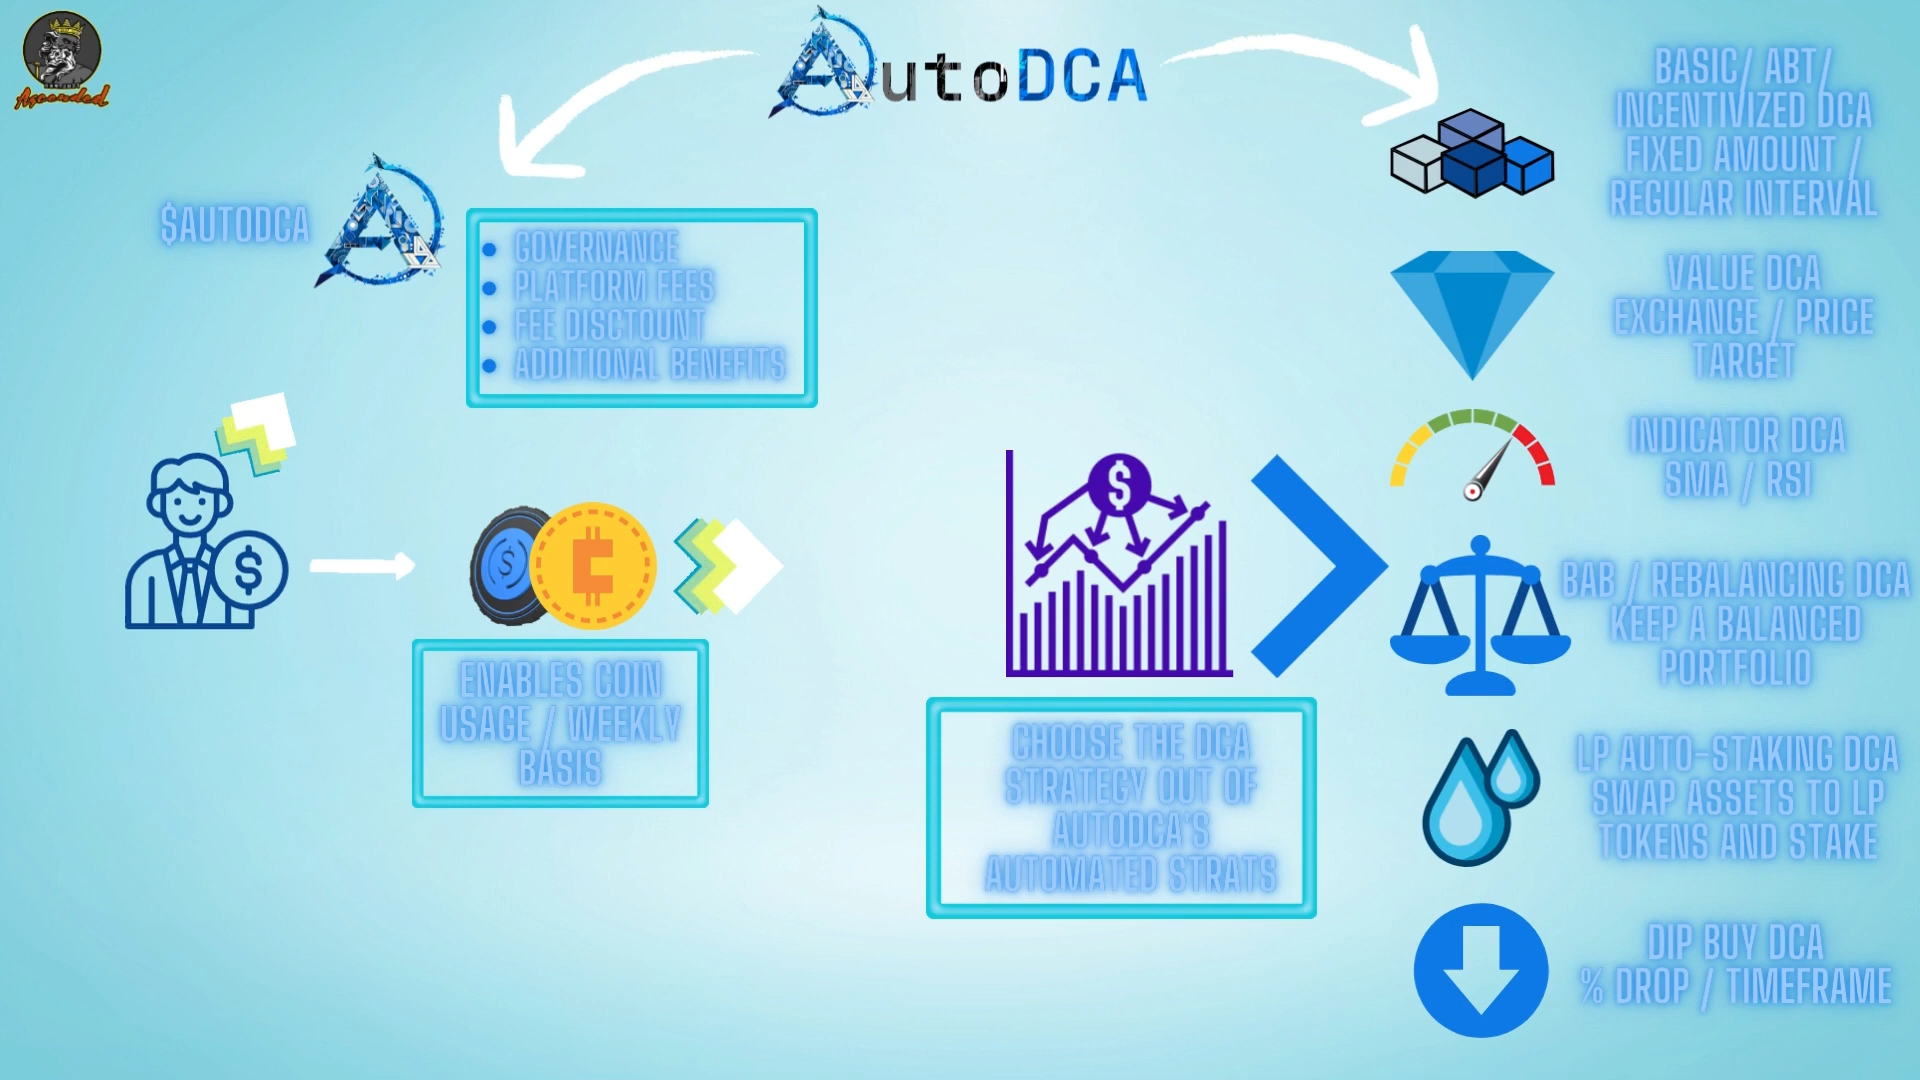 Ascended
AutoDCA
$AUTODCA
GOVERNANCE
PLATFORM FEES
FEE DISCTOUNT
ADDITIONAL BENEFITS
ENABLES COIN
USAGE / WEEKLY
BASIS
CHOOSE THE DCA
STRATEGY OUT OF
AUTODCA'S
AUTOMATED STRATS
BASIC/ ABT/
INCENTIVIZED DCA
FIXED AMOUNT /
REGULAR INTERVAL
VALUE DCA
EXCHANGE / PRICE
TARGET
INDICATOR DCA
SMA / RSI
BAB / REBALANCING DCA
KEEP A BALANCED
PORTFOLIO
LP AUTO-STAKING DCA
SWAP ASSETS TO LP
TOKENS AND STAKE
DIP BUY DCA
% DROP / TIMEFRAME